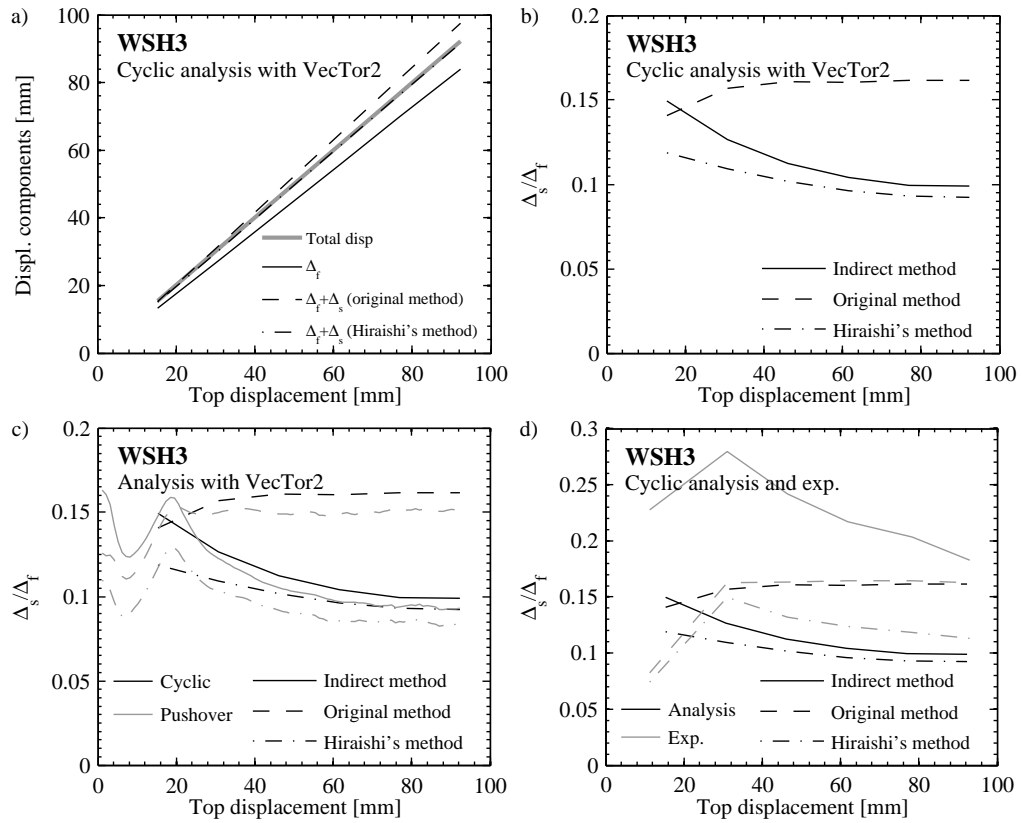 a)
WSH3
Cyclic analysis with VecTor2
Displ. components [mm]
100
80
60
40
20
0
Total disp
Δf
Δf+Δs (original method)
Δf+Δs (Hiraishi's method)
0 20 40 60 80 100
Top displacement [mm]
b)
WSH3
Cyclic analysis with VecTor2
Δs/Δf
0.2
0.15
0.1
0.05
0
Indirect method
Original method
Hiraishi's method
0 20 40 60 80 100
Top displacement [mm]
c)
WSH3
Analysis with VecTor2
Δs/Δf
0.2
0.15
0.1
0.05
0
Cyclic
Pushover
Indirect method
Original method
Hiraishi's method
0 20 40 60 80 100
Top displacement [mm]
d)
WSH3
Cyclic analysis and exp.
Δs/Δf
0.3
0.25
0.2
0.15
0.1
0.05
0
Analysis
Exp.
Indirect method
Original method
Hiraishi's method
0 20 40 60 80 100
Top displacement [mm]